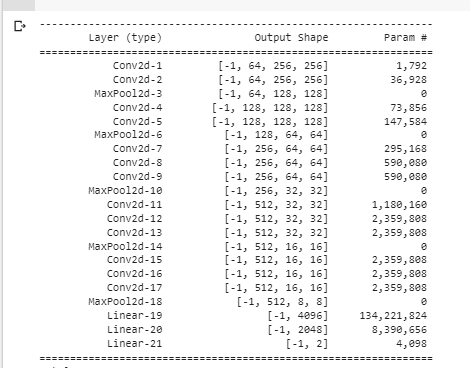 ----------------------------------------------------------------
Layer (type) Output Shape Param #
================================================================
Conv2d-1 [-1, 64, 256, 256] 1,792
Conv2d-2 [-1, 64, 256, 256] 36,928
MaxPool2d-3 [-1, 64, 128, 128] 0
Conv2d-4 [-1, 128, 128, 128] 73,856
Conv2d-5 [-1, 128, 128, 128] 147,584
MaxPool2d-6 [-1, 128, 64, 64] 0
Conv2d-7 [-1, 256, 64, 64] 295,168
Conv2d-8 [-1, 256, 64, 64] 590,080
Conv2d-9 [-1, 256, 64, 64] 590,080
MaxPool2d-10 [-1, 256, 32, 32] 0
Conv2d-11 [-1, 512, 32, 32] 1,180,160
Conv2d-12 [-1, 512, 32, 32] 2,359,808
Conv2d-13 [-1, 512, 32, 32] 2,359,808
MaxPool2d-14 [-1, 512, 16, 16] 0
Conv2d-15 [-1, 512, 16, 16] 2,359,808
Conv2d-16 [-1, 512, 16, 16] 2,359,808
Conv2d-17 [-1, 512, 16, 16] 2,359,808
MaxPool2d-18 [-1, 512, 8, 8] 0
Linear-19 [-1, 4096] 134,221,824
Linear-20 [-1, 2048] 8,390,656
Linear-21 [-1, 2] 4,098
================================================================